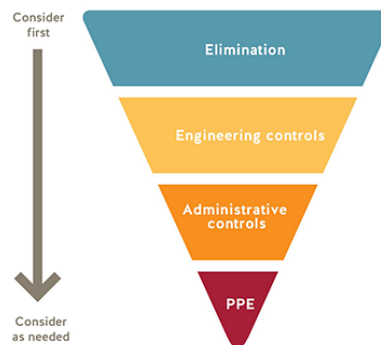 Consider
first
Elimination
Engineering controls
Administrative
controls
PPE
Consider
as needed